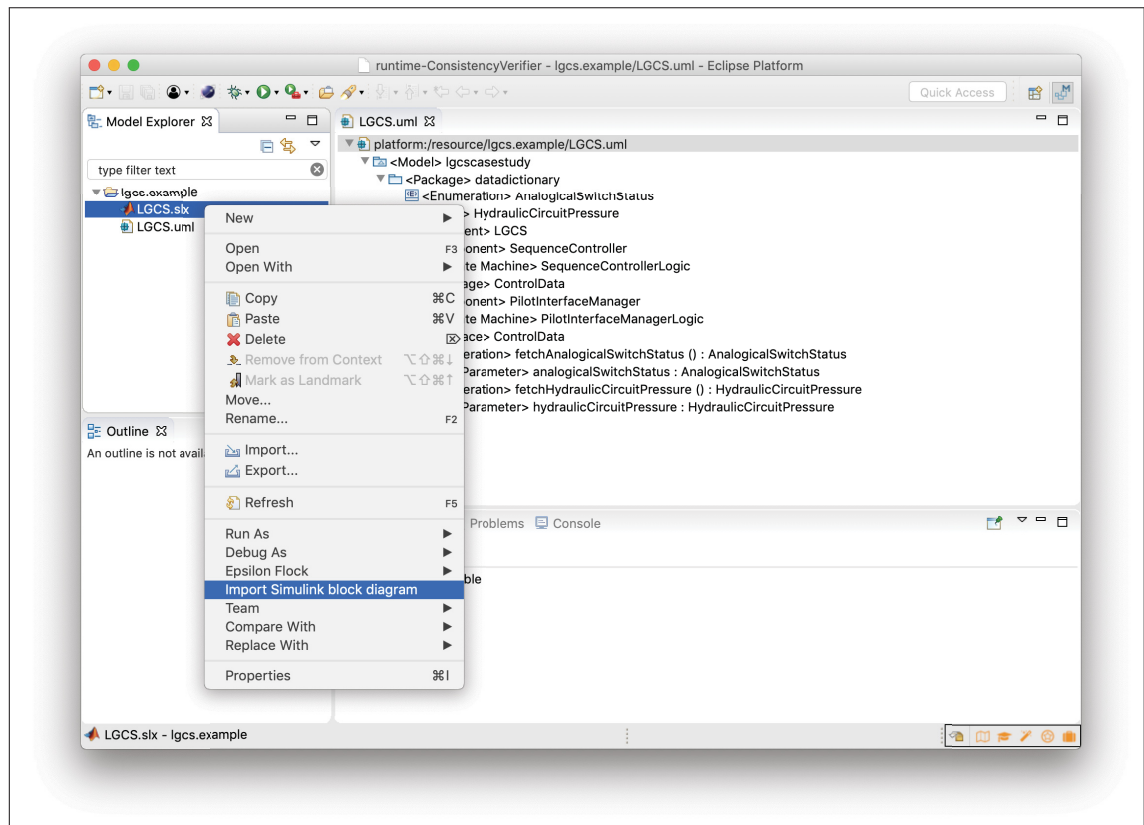 runtime-ConsistencyVerifier - lgcs.example/LGCS.uml - Eclipse Platform
Quick Access
Model Explorer
type filter text
lgcs.example
LGCS.slx
LGCS.uml
LGCS.uml
platform:/resource/lgcs.example/LGCS.uml
<Model> lgcscasestudy
<Package> datadictionary
<Enumeration> AnalogicalSwitchStatus
> HydraulicCircuitPressure
ent> LGCS
onent> SequenceController
te Machine> SequenceControllerLogic
age> ControlData
onent> PilotInterfaceManager
te Machine> PilotInterfaceManagerLogic
ace> ControlData
eration> fetchAnalogicalSwitchStatus () : AnalogicalSwitchStatus
Parameter> analogicalSwitchStatus : AnalogicalSwitchStatus
eration> fetchHydraulicCircuitPressure () : HydraulicCircuitPressure
Parameter> hydraulicCircuitPressure : HydraulicCircuitPressure
New
Open F3
Open With
Copy ⌘C
Paste ⌘V
Delete ⌦
Remove from Context ⌥⇧⌘↓
Mark as Landmark ⌥⇧⌘↑
Move...
Rename... F2
Import...
Export...
Refresh F5
Run As
Debug As
Epsilon Flock
Import Simulink block diagram
Team
Compare With
Replace With
Properties ⌘I
Outline
An outline is not avail
Problems
Console
ble
LGCS.slx - lgcs.example